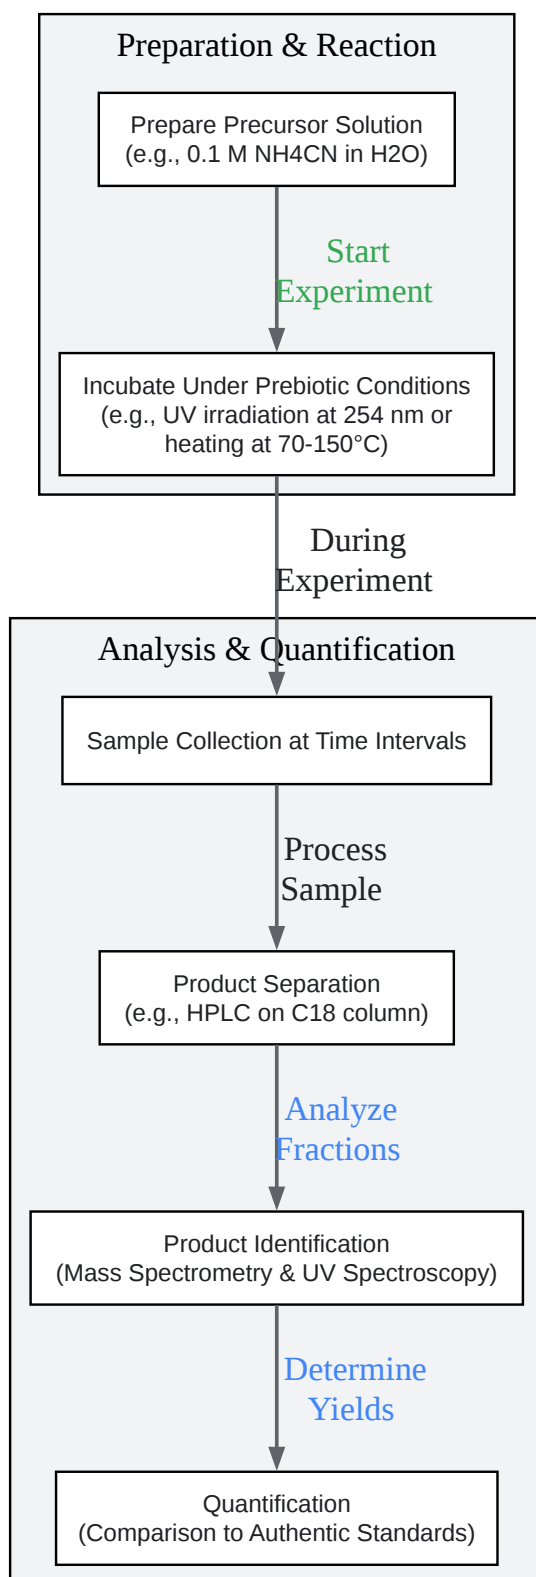 Preparation & Reaction
Prepare Precursor Solution
(e.g., 0.1 M NH4CN in H2O)
Start
Experiment
Incubate Under Prebiotic Conditions
(e.g., UV irradiation at 254 nm or
heating at 70-150°C)
During
Experiment
Analysis & Quantification
Sample Collection at Time Intervals
Process
Sample
Product Separation
(e.g., HPLC on C18 column)
Analyze
Fractions
Product Identification
(Mass Spectrometry & UV Spectroscopy)
Determine
Yields
Quantification
(Comparison to Authentic Standards)